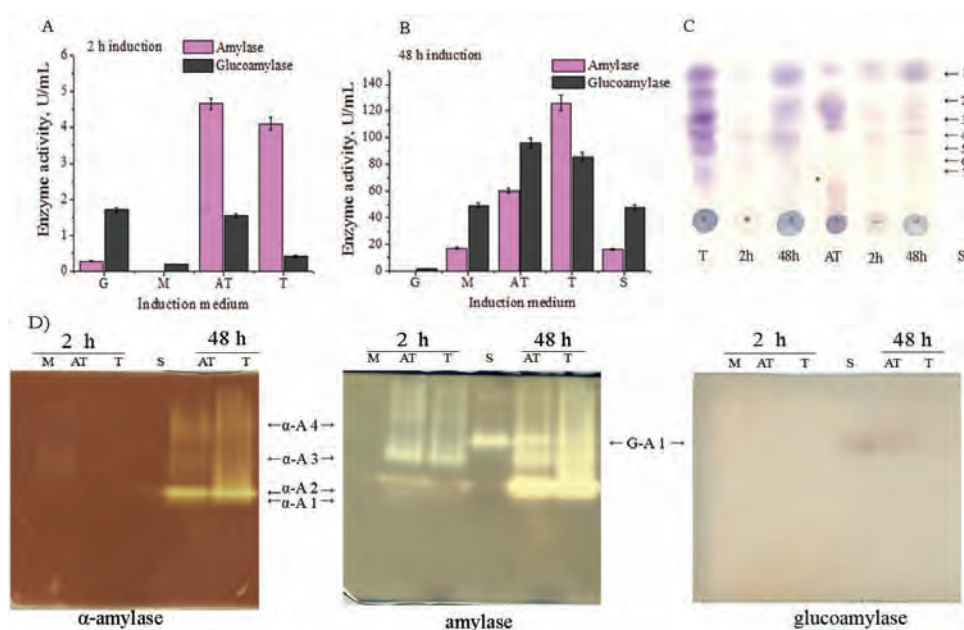 A
2 h induction
Amylase
Glucoamylase
Enzyme activity, U/mL
6
5
4
3
2
1
0
G M AT T
Induction medium
B
48 h induction
Amylase
Glucoamylase
Enzyme activity, U/mL
140
120
100
80
60
40
20
0
G M AT T S
Induction medium
C
←
←
←
T 2h 48h AT 2h 48h S
D)
2 h 48 h
M AT T S AT T
α-amylase
← α-A 4 →
← α-A 3 →
← α-A 2 →
← α-A 1 →
2 h 48 h
M AT T S AT T
amylase
← G-A 1 →
2 h 48 h
M AT T S AT T
glucoamylase